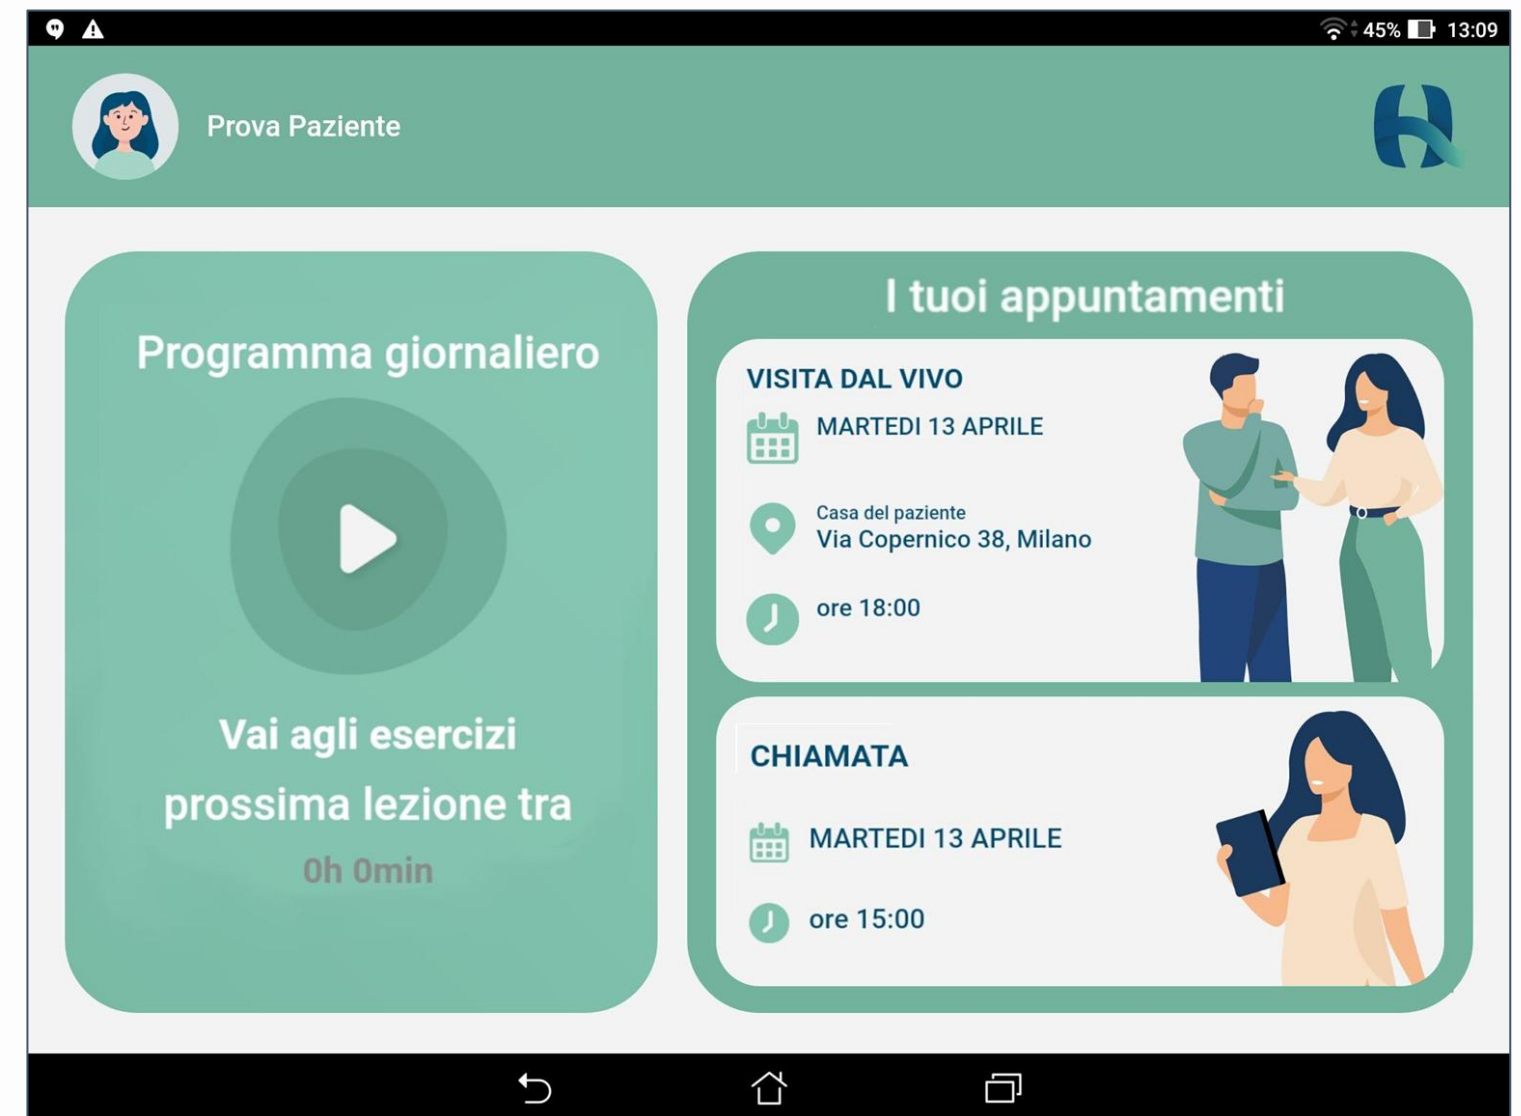 45% 13:09
Prova Paziente
Programma giornaliero
Vai agli esercizi
prossima lezione tra
0h 0min
I tuoi appuntamenti
VISITA DAL VIVO
MARTEDI 13 APRILE
Casa del paziente
Via Copernico 38, Milano
ore 18:00
CHIAMATA
MARTEDI 13 APRILE
ore 15:00